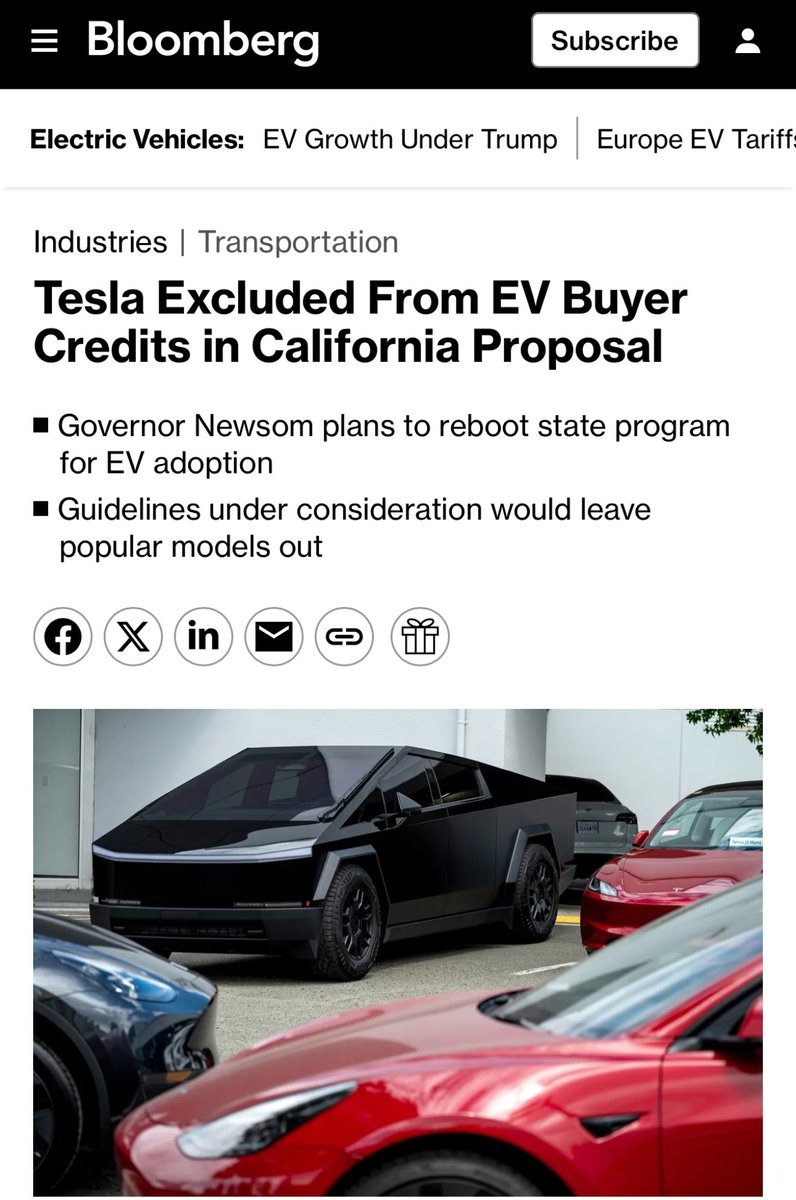 Bloomberg
Subscribe
Electric Vehicles: EV Growth Under Trump | Europe EV Tariffs
Industries | Transportation
Tesla Excluded From EV Buyer
Credits in California Proposal
■ Governor Newsom plans to reboot state program
for EV adoption
■ Guidelines under consideration would leave
popular models out